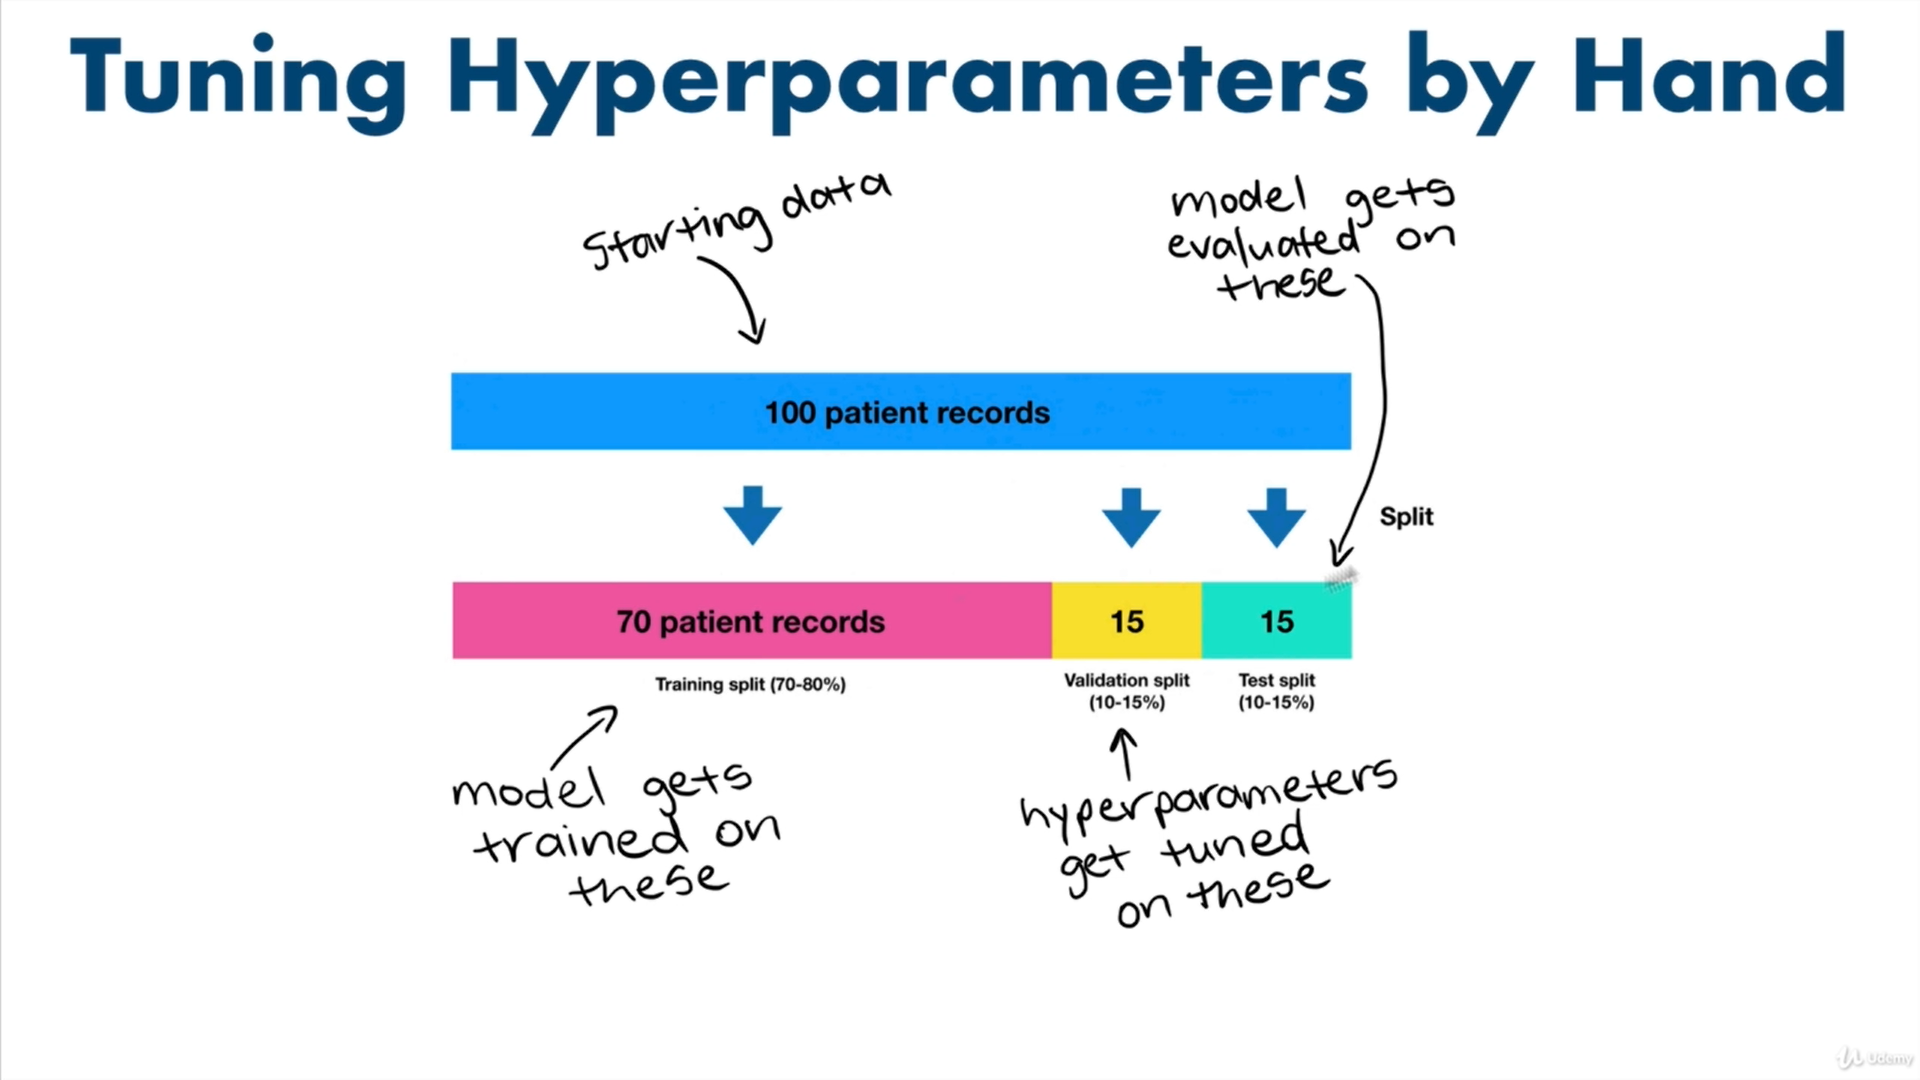 Tuning Hyperparameters by Hand
starting data
model gets
evaluated on
these
100 patient records
Split
70 patient records
15
15
Training split (70-80%)
Validation split
(10-15%)
Test split
(10-15%)
model gets
trained on
these
hyperparameters
get tuned
on these
Udemy